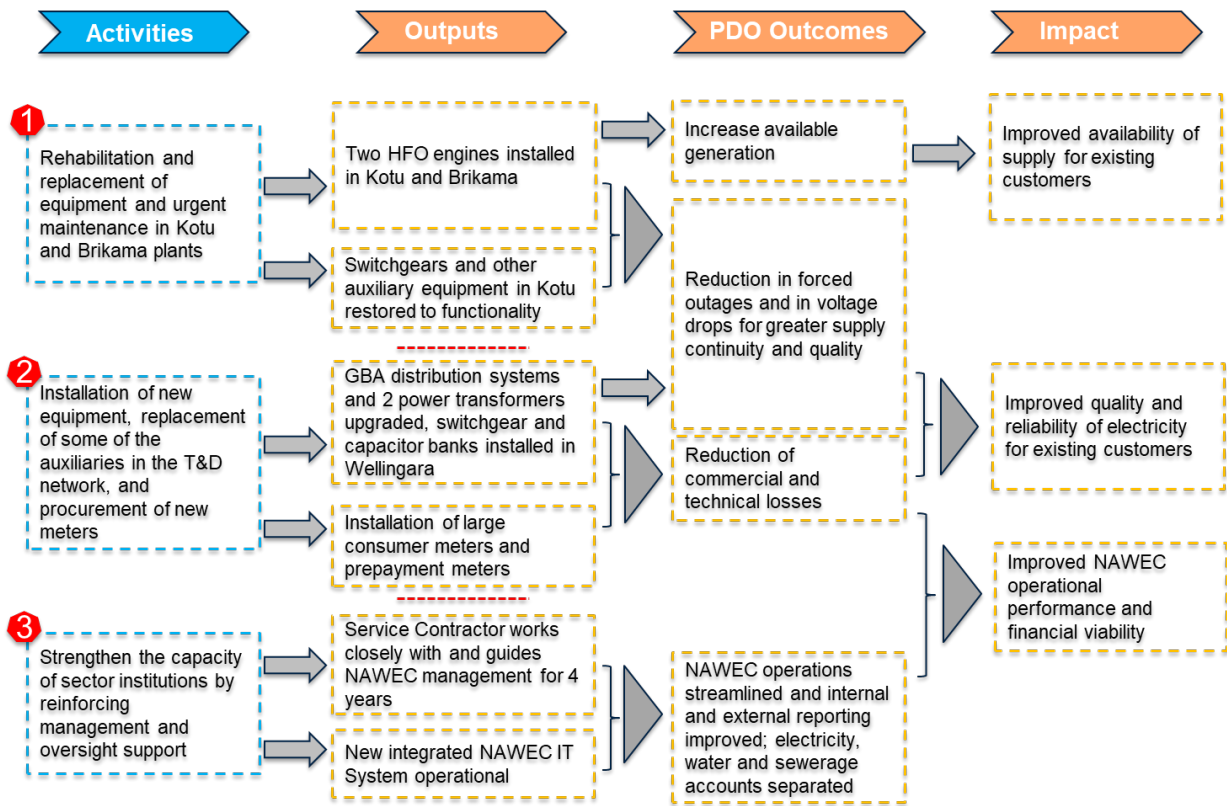 Activities
Outputs
PDO Outcomes
Impact
1
Rehabilitation and
replacement of
equipment and urgent
maintenance in Kotu
and Brikama plants
Two HFO engines installed
in Kotu and Brikama
Switchgears and other
auxiliary equipment in Kotu
restored to functionality
Increase available
generation
Improved availability of
supply for existing
customers
Reduction in forced
outages and in voltage
drops for greater supply
continuity and quality
2
Installation of new
equipment, replacement
of some of the
auxiliaries in the T&D
network, and
procurement of new
meters
GBA distribution systems
and 2 power transformers
upgraded, switchgear and
capacitor banks installed in
Wellingara
Installation of large
consumer meters and
prepayment meters
Reduction of
commercial and
technical losses
Improved quality and
reliability of electricity
for existing customers
Improved NAWEC
operational
performance and
financial viability
3
Strengthen the capacity
of sector institutions by
reinforcing
management and
oversight support
Service Contractor works
closely with and guides
NAWEC management for 4
years
New integrated NAWEC IT
System operational
NAWEC operations
streamlined and internal
and external reporting
improved; electricity,
water and sewerage
accounts separated